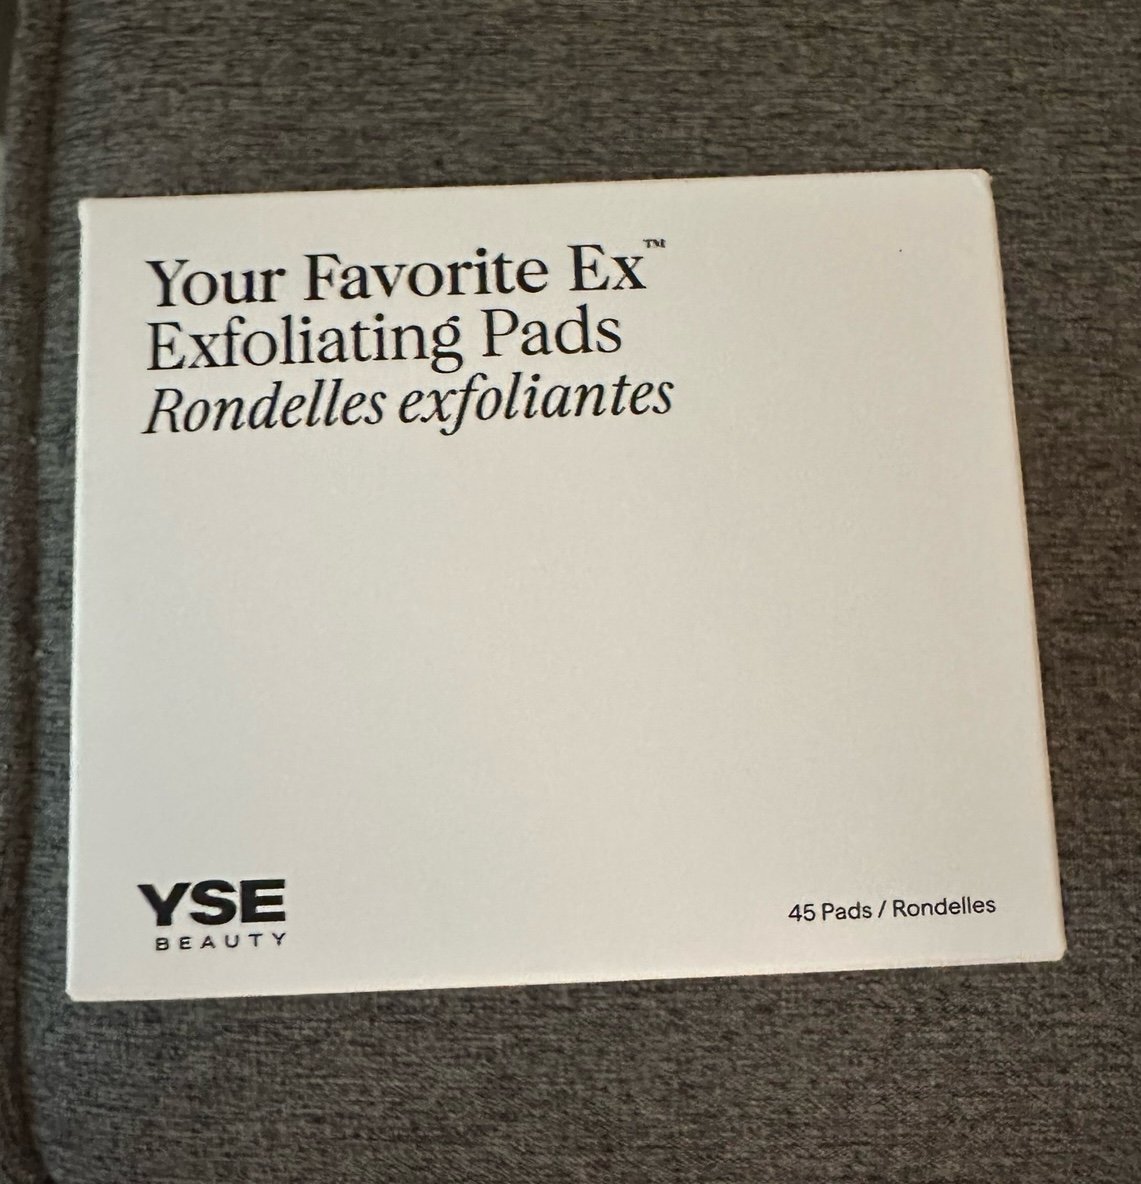 Your Favorite Ex™
Exfoliating Pads
Rondelles exfoliantes
YSE
BEAUTY
45 Pads / Rondelles